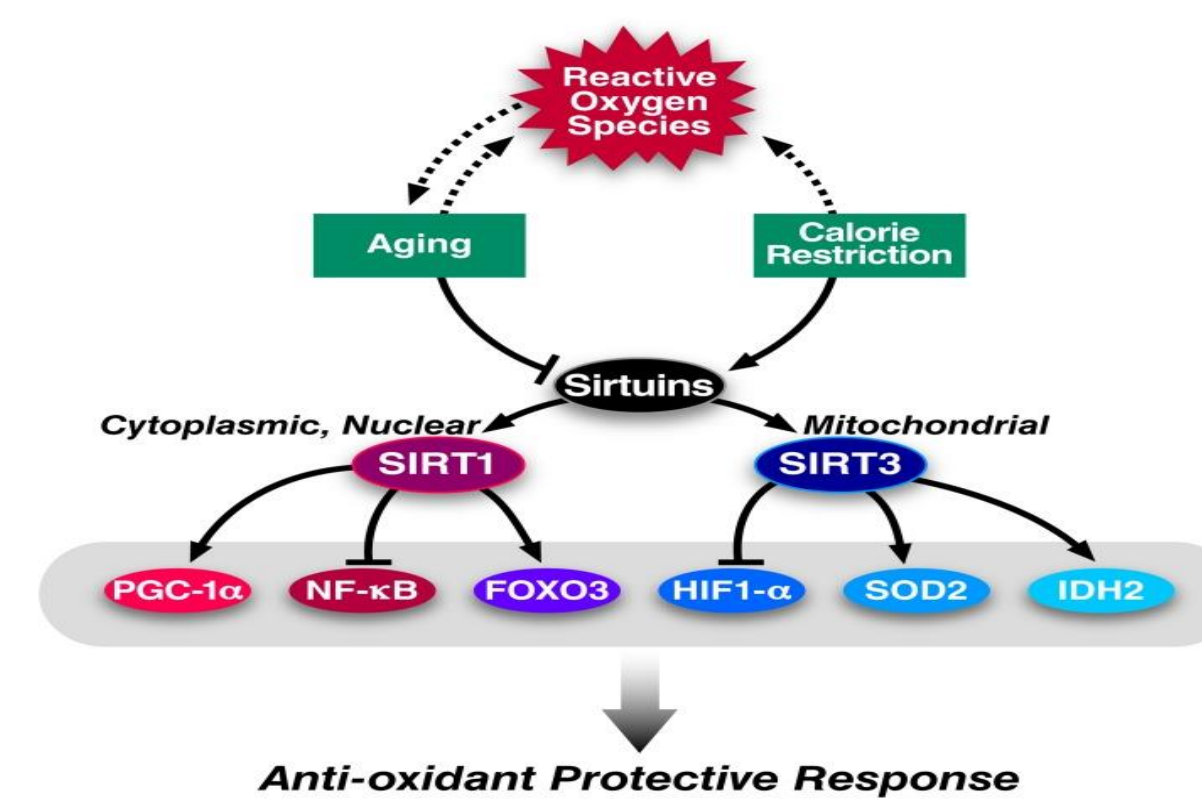 Reactive
Oxygen
Species
Aging
Calorie
Restriction
Sirtuins
Cytoplasmic, Nuclear
Mitochondrial
SIRT1
SIRT3
PGC-1α
NF-κB
FOXO3
HIF1-α
SOD2
IDH2
Anti-oxidant Protective Response